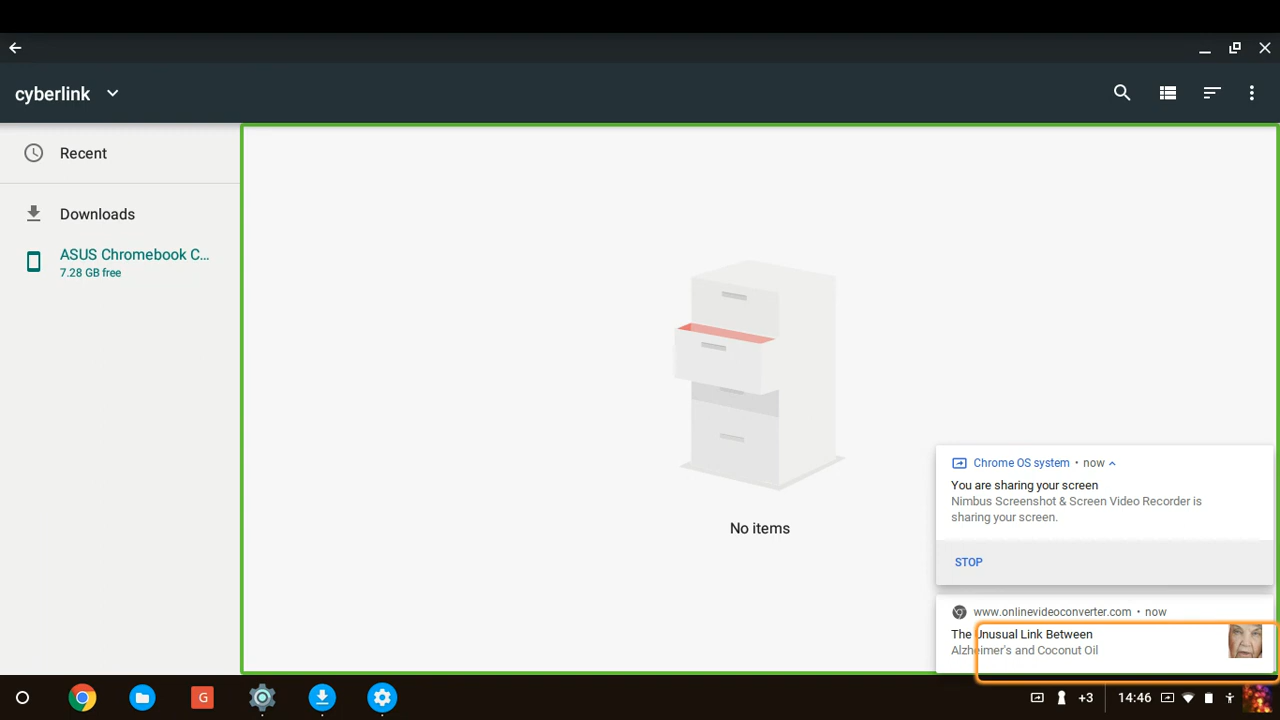 cyberlink
Recent
Downloads
ASUS Chromebook C...
7.28 GB free
No items
Chrome OS system • now
You are sharing your screen
Nimbus Screenshot & Screen Video Recorder is
sharing your screen.
STOP
www.onlinevideoconverter.com • now
The Unusual Link Between
Alzheimer's and Coconut Oil
G
+3
14:46